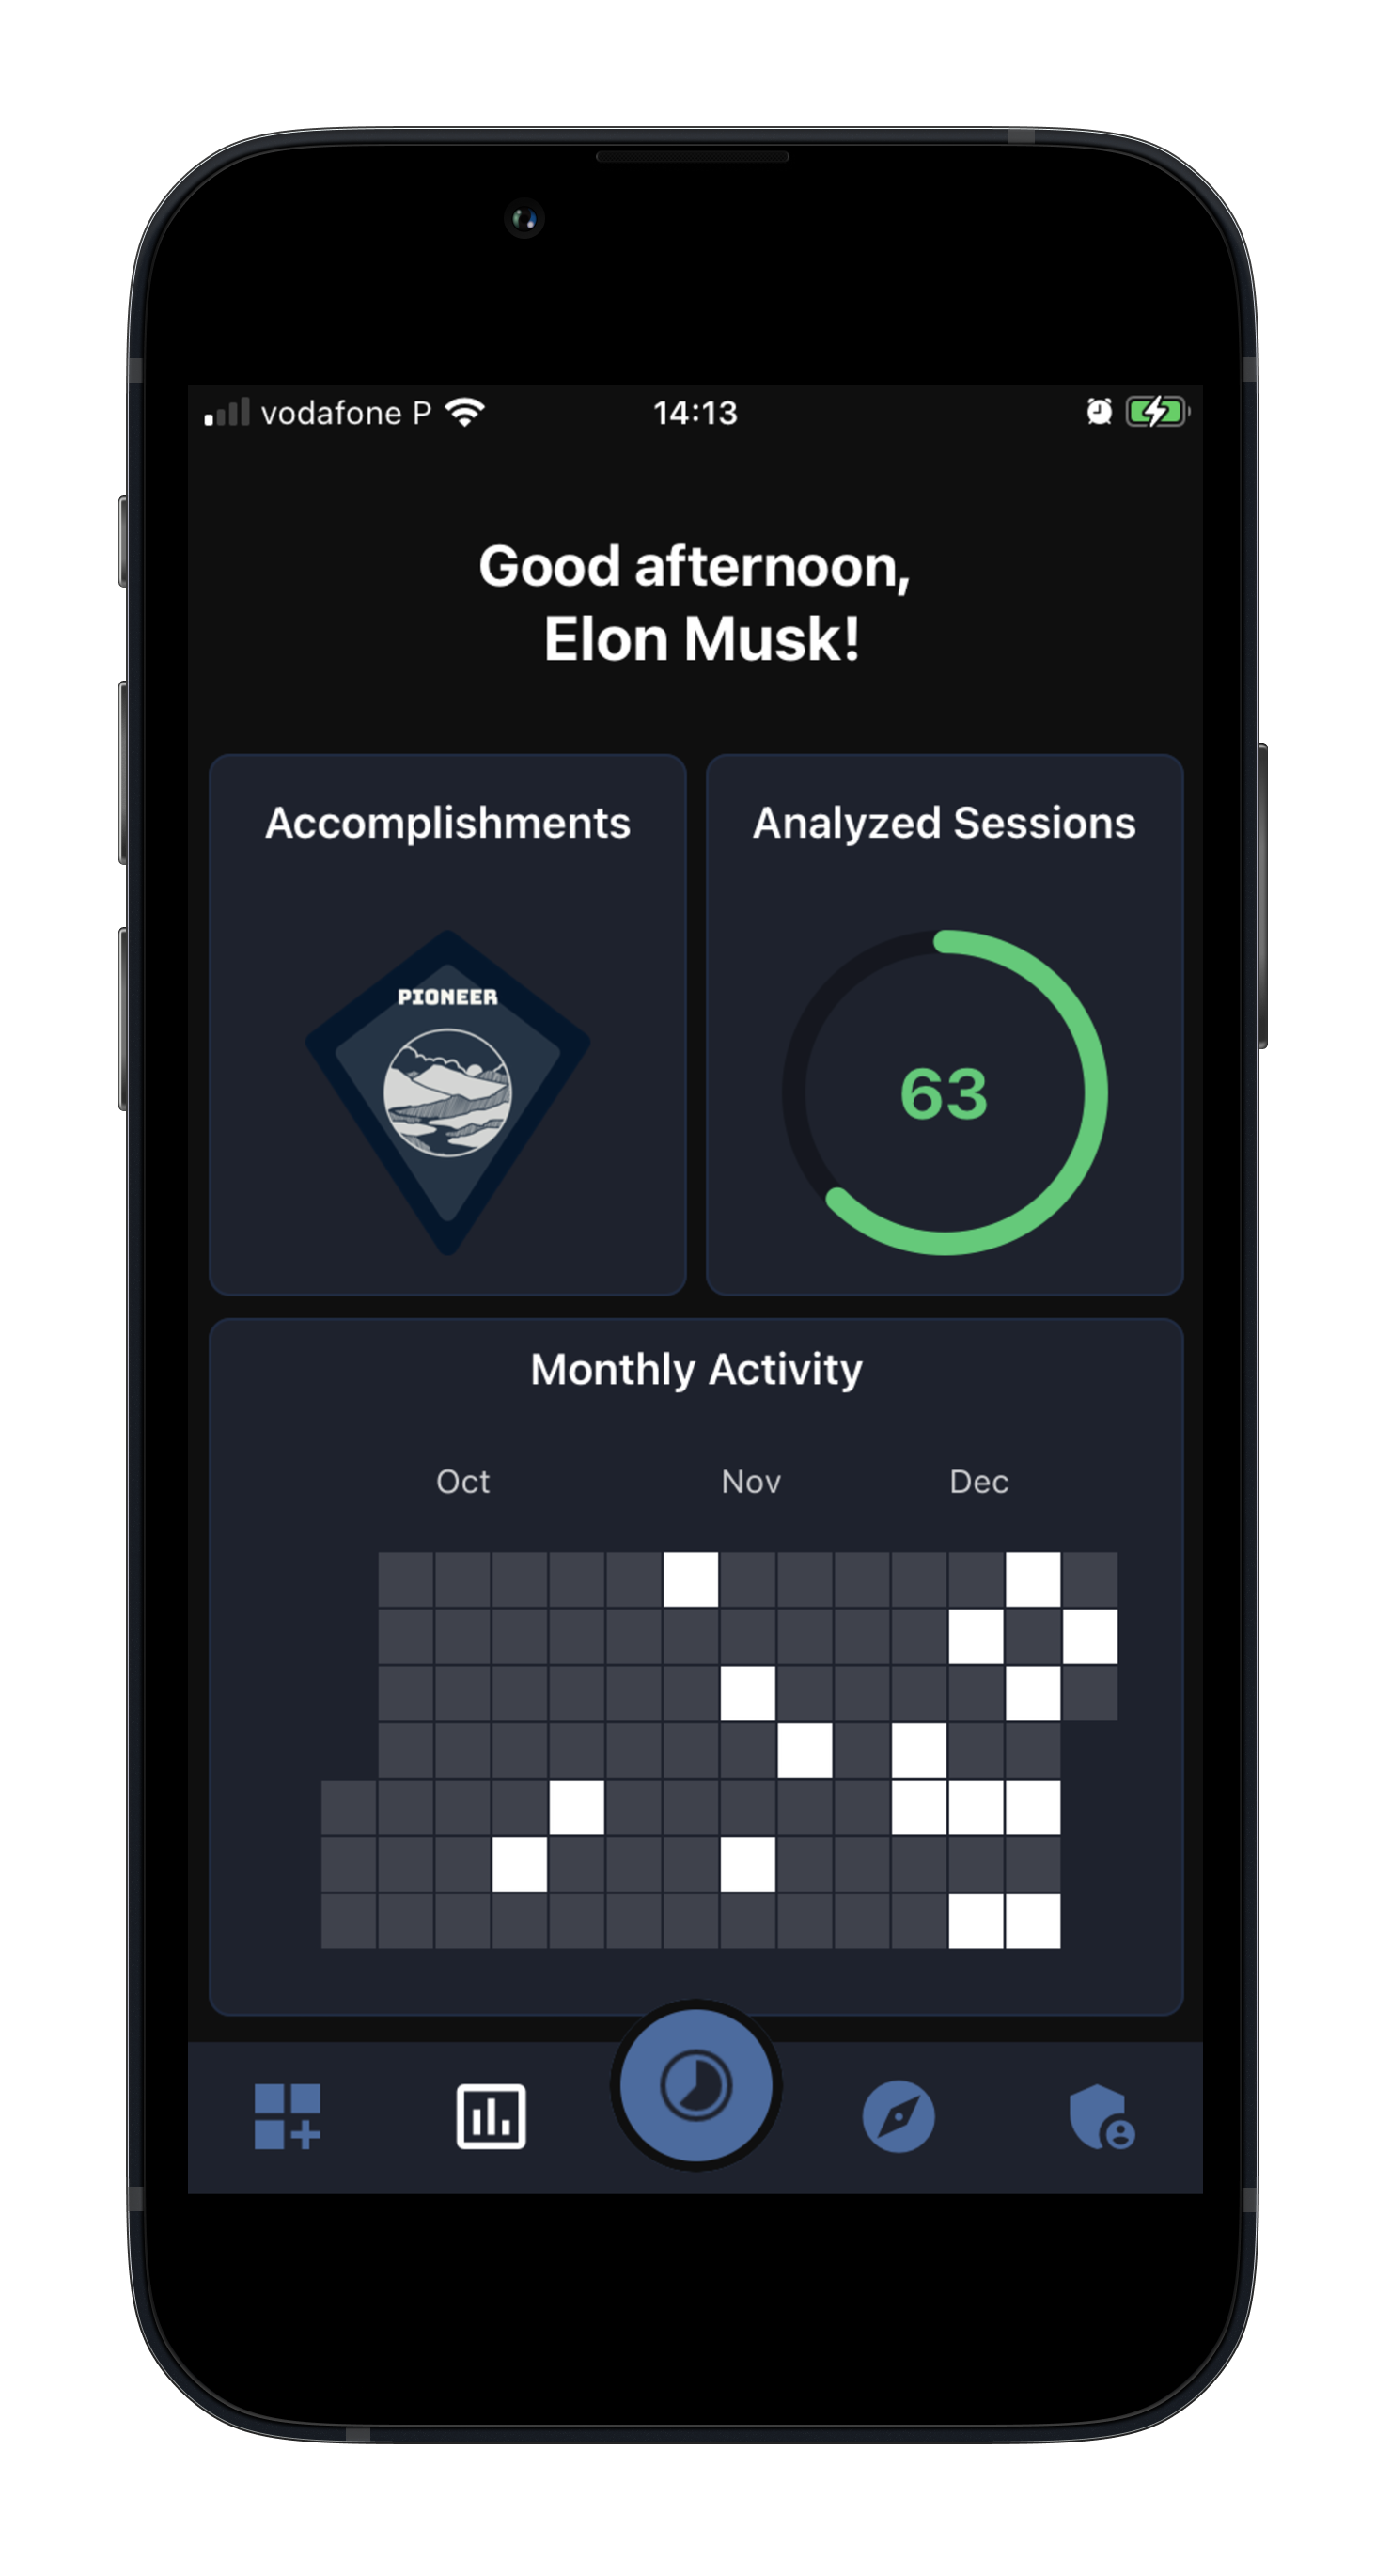 vodafone P
14:13
Good afternoon,
Elon Musk!
Accomplishments
Analyzed Sessions
PIONEER
63
Monthly Activity
Oct Nov Dec